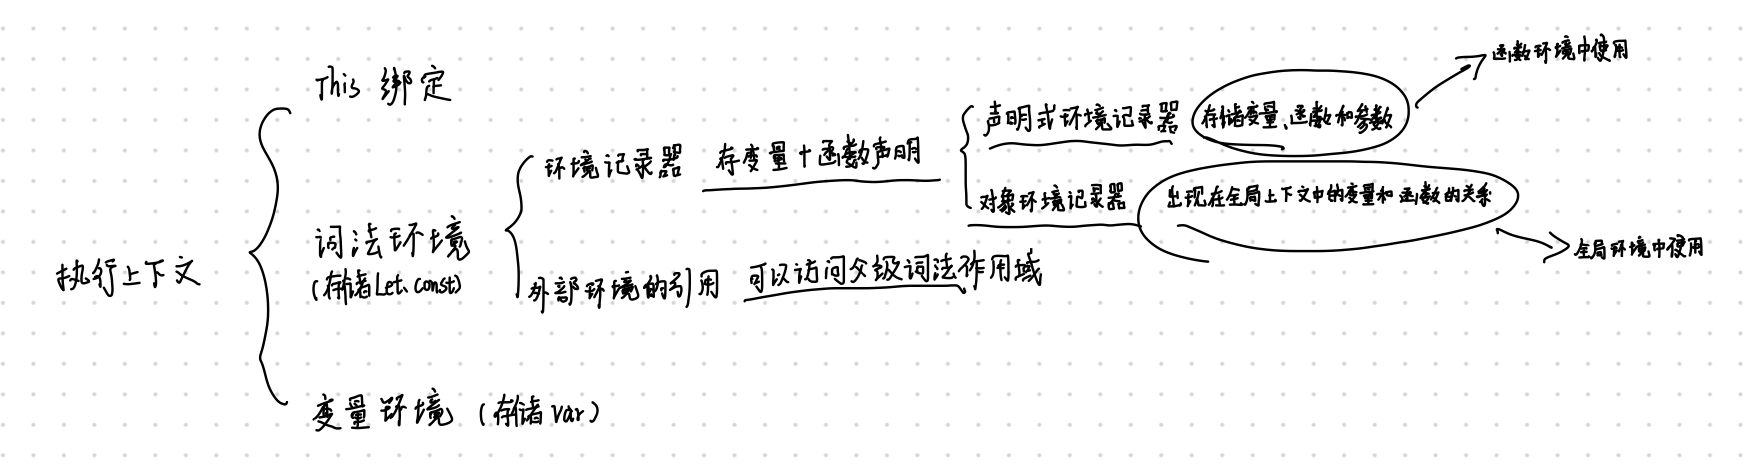 执行上下文
This 绑定
词法环境
(存储Let、const)
环境记录器 存变量+函数声明
声明式环境记录器 存储变量、函数和参数
函数环境中使用
对象环境记录器 出现在全局上下文中的变量和函数的关系
全局环境中使用
外部环境的引用 可以访问父级词法作用域
变量环境 (存储var)